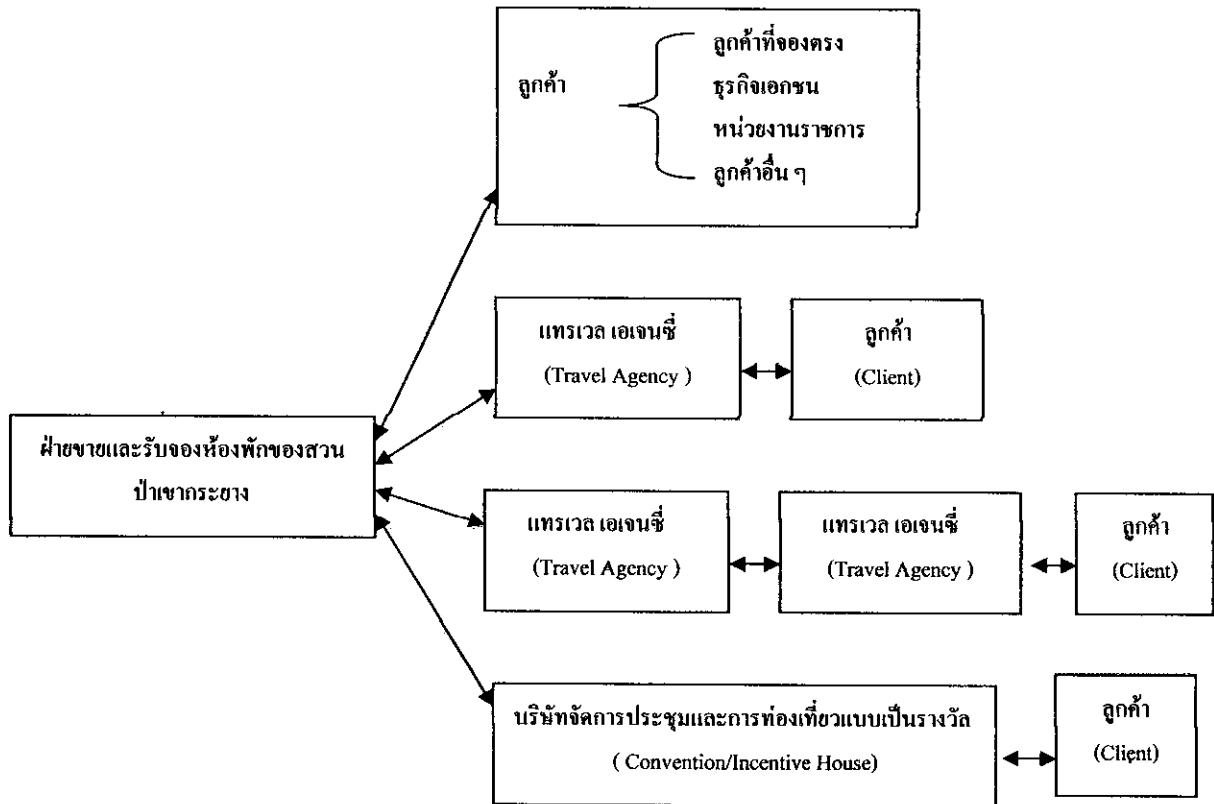 ลูกค้า
ลูกค้าที่จองตรง
ธุรกิจเอกชน
หน่วยงานราชการ
ลูกค้าอื่น ๆ
แทรเวล เอเจนซี่
(Travel Agency )
ลูกค้า
(Client)
ฝ่ายขายและรับจองห้องพักของสวน
ป่าเขากระยาง
แทรเวล เอเจนซี่
(Travel Agency )
แทรเวล เอเจนซี่
(Travel Agency )
ลูกค้า
(Client)
บริษัทจัดการประชุมและการท่องเที่ยวแบบเป็นรางวัล
( Convention/Incentive House)
ลูกค้า
(Client)